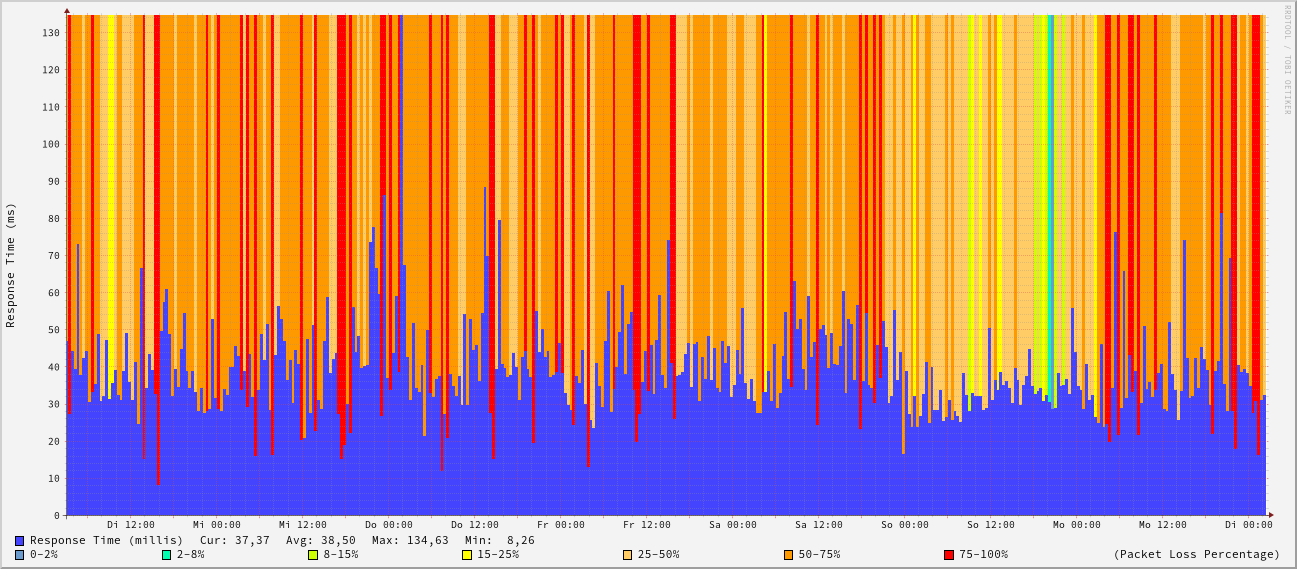 RRDTOOL / TOBI OETIKER
Response Time (ms)
130
120
110
100
90
80
70
60
50
40
30
20
10
0
Di 12:00 Mi 00:00 Mi 12:00 Do 00:00 Do 12:00 Fr 00:00 Fr 12:00 Sa 00:00 Sa 12:00 So 00:00 So 12:00 Mo 00:00 Mo 12:00 Di 00:00
Response Time (millis) Cur: 37,37 Avg: 38,50 Max: 134,63 Min: 8,26
0-2% 2-8% 8-15% 15-25% 25-50% 50-75% 75-100% (Packet Loss Percentage)